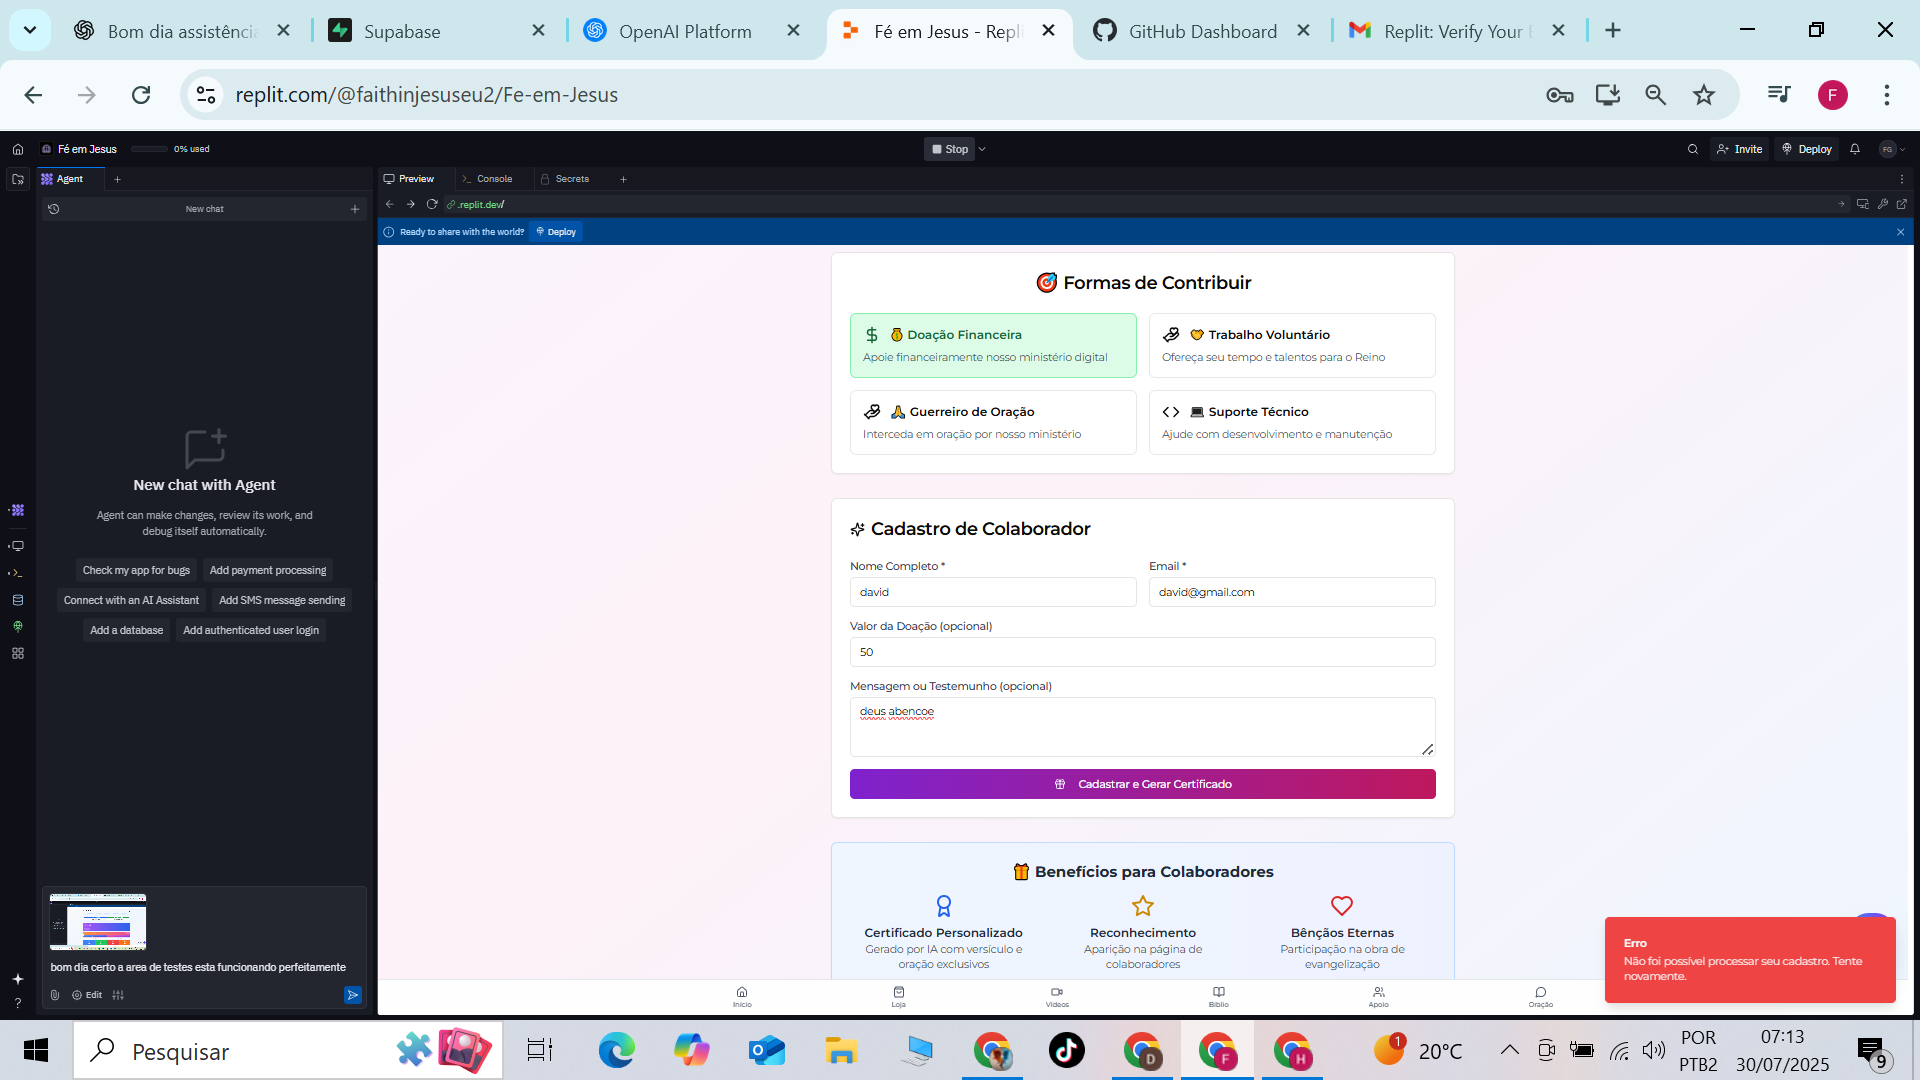 Bom dia assistência
Supabase
OpenAI Platform
Fé em Jesus - Repli
GitHub Dashboard
Replit: Verify Your E
replit.com/@faithinjesuseu2/Fe-em-Jesus
F
Fé em Jesus
0% used
Stop
Invite
Deploy
FG
Agent
Preview
Console
Secrets
New chat
.replit.dev/
Ready to share with the world?
Deploy
🎯 Formas de Contribuir
💰 Doação Financeira
Apoie financeiramente nosso ministério digital
🤝 Trabalho Voluntário
Ofereça seu tempo e talentos para o Reino
🙏 Guerreiro de Oração
Interceda em oração por nosso ministério
💻 Suporte Técnico
Ajude com desenvolvimento e manutenção
New chat with Agent
Agent can make changes, review its work, and
debug itself automatically.
Check my app for bugs
Add payment processing
Connect with an AI Assistant
Add SMS message sending
Add a database
Add authenticated user login
Cadastro de Colaborador
Nome Completo *
Email *
david
david@gmail.com
Valor da Doação (opcional)
50
Mensagem ou Testemunho (opcional)
deus abencoe
Cadastrar e Gerar Certificado
🎁 Benefícios para Colaboradores
Certificado Personalizado
Gerado por IA com versículo e
oração exclusivos
Reconhecimento
Aparição na página de
colaboradores
Bênçãos Eternas
Participação na obra de
evangelização
Erro
Não foi possível processar seu cadastro. Tente
novamente.
bom dia certo a area de testes esta funcionando perfeitamente
Edit
Início
Loja
Vídeos
Bíblia
Apoio
Oração
?
Pesquisar
D
F
H
1
20°C
POR
PTB2
07:13
30/07/2025
9